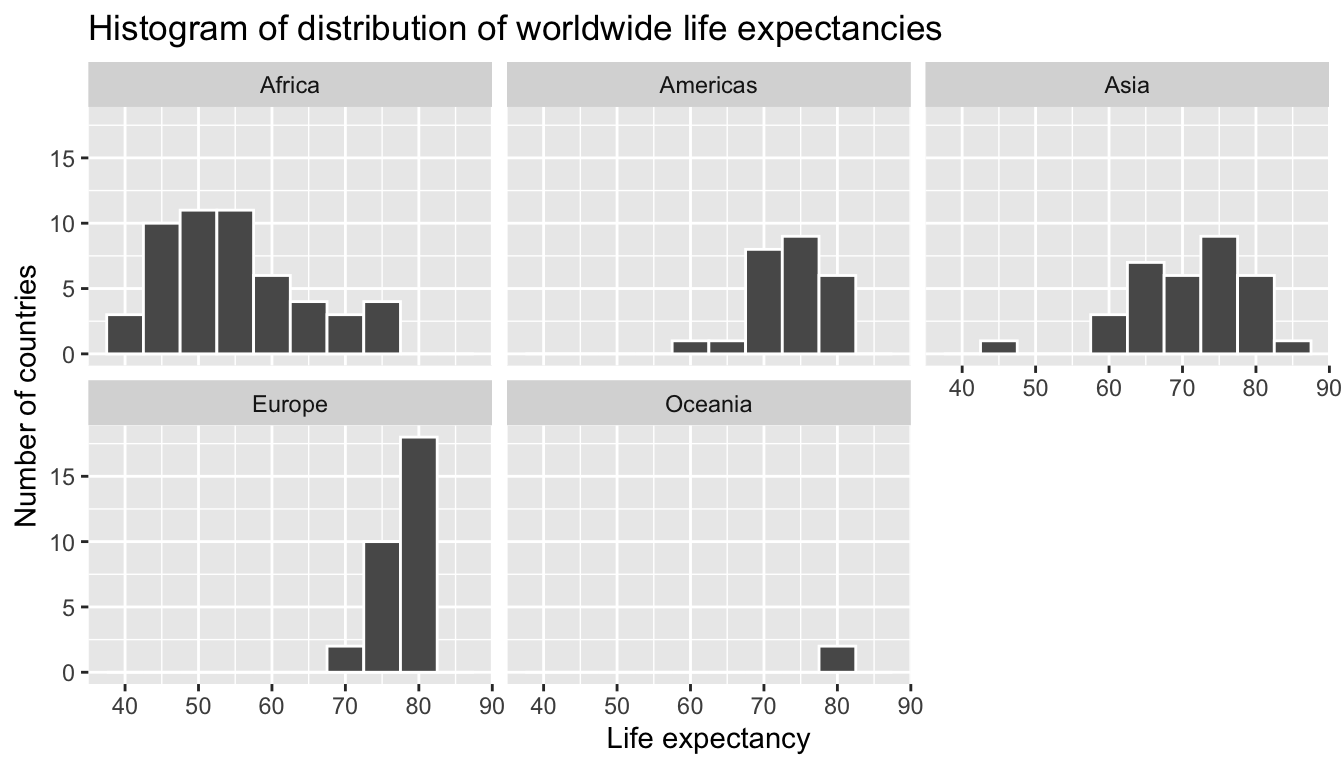 Histogram of distribution of worldwide life expectancies
Africa
Americas
Asia
15
10
5
0
40 50 60 70 80 90
Europe
Oceania
15
10
5
0
40 50 60 70 80 90
40 50 60 70 80 90
Life expectancy
Number of countries